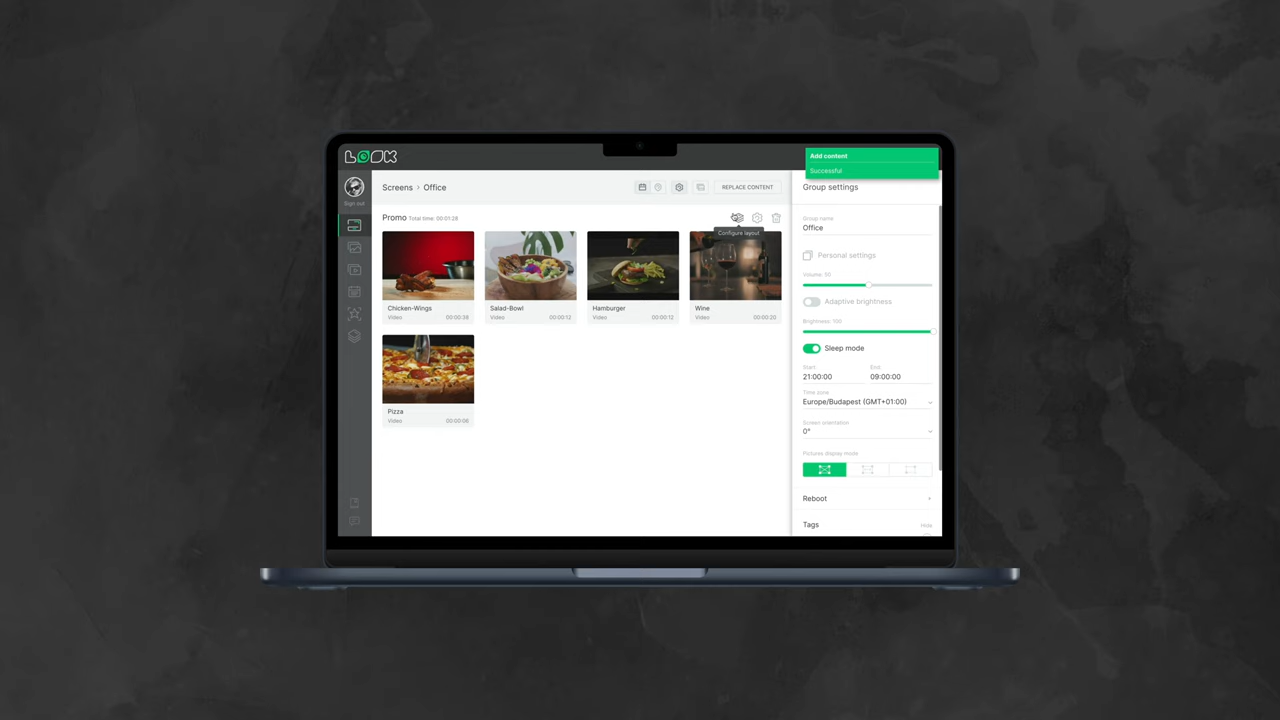 LOOK
Add content
Successful
Sign out
Screens > Office
REPLACE CONTENT
Group settings
Promo Total time: 00:01:28
Configure layout
Group name
Office
Personal settings
Volume: 50
Adaptive brightness
Brightness: 100
Sleep mode
Start
End
21:00:00
09:00:00
Time zone
Europe/Budapest (GMT+01:00)
Screen orientation
0°
Pictures display mode
Reboot
Tags
Hide
Chicken-Wings
Video 00:00:38
Salad-Bowl
Video 00:00:12
Hamburger
Video 00:00:12
Wine
Video 00:00:20
Pizza
Video 00:00:06